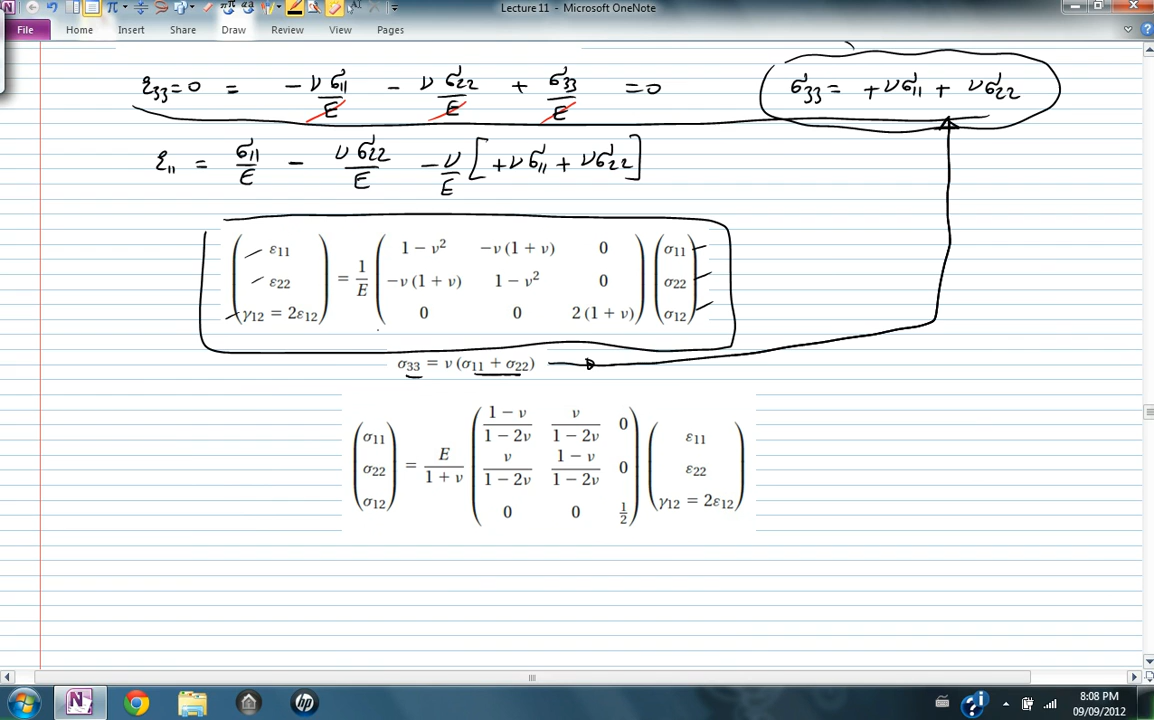 Lecture 11 - Microsoft OneNote
File Home Insert Share Draw Review View Pages
ε33=0 = - νσ11/E - νσ22/E + σ33/E =0
σ33= +νσ11 + νσ22
ε11 = σ11/E - νσ22/E - ν/E [+νσ11 + νσ22]
ε11 1 − ν² −ν (1 + ν) 0 σ11
ε22 = 1/E −ν (1 + ν) 1 − ν² 0 σ22
γ12 = 2ε12 0 0 2 (1 + ν) σ12
σ33 = ν (σ11 + σ22)
σ11 (1 − ν)/(1 − 2ν) ν/(1 − 2ν) 0 ε11
σ22 = E/(1 + ν) ν/(1 − 2ν) (1 − ν)/(1 − 2ν) 0 ε22
σ12 0 0 1/2 γ12 = 2ε12
8:08 PM
09/09/2012